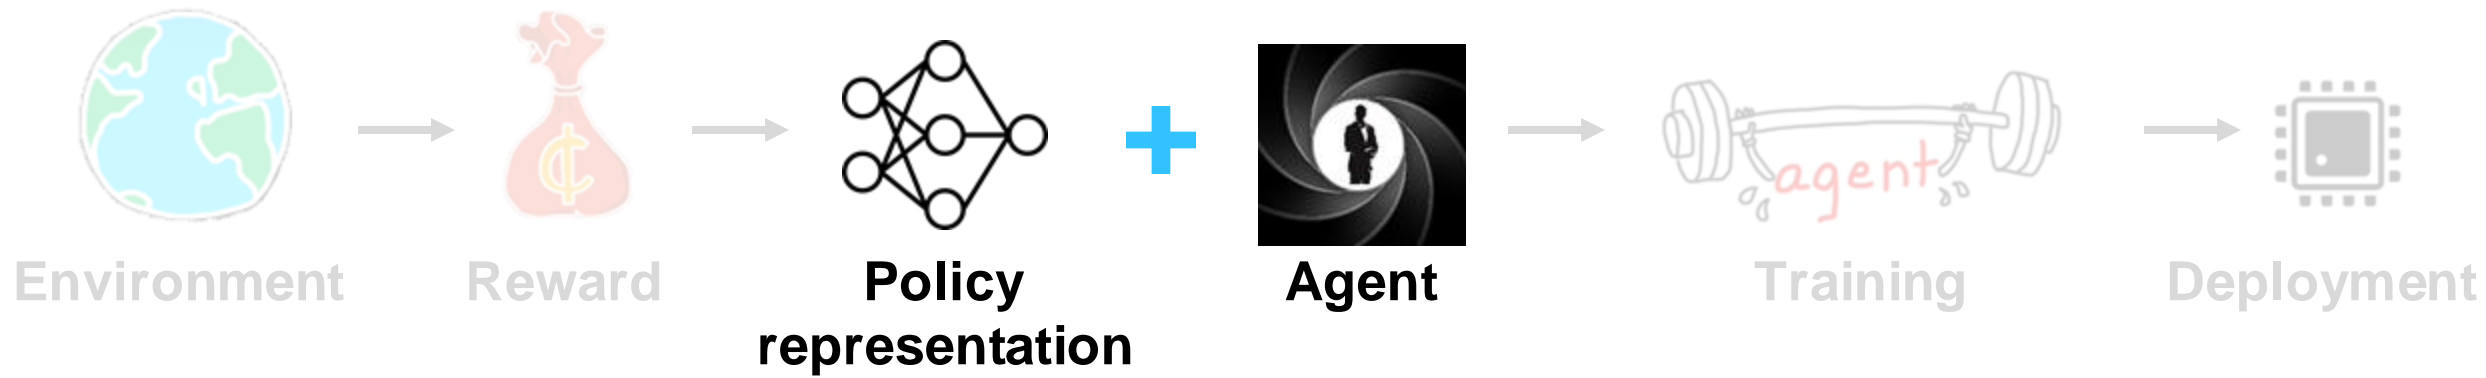 ¢
agent
Environment
Reward
Policy
representation
Agent
Training
Deployment